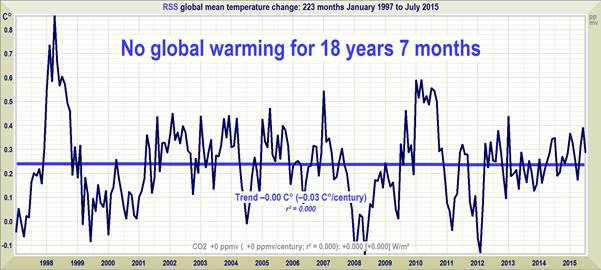 RSS global mean temperature change: 223 months January 1997 to July 2015
C° pp mv
No global warming for 18 years 7 months
0.8
0.7
0.6
0.5
0.4
0.3
0.2
0.1
0.0
-0.1
Trend –0.00 C° (–0.03 C°/century)
r² = 0.000
CO2 +0 ppmv ( +0 ppmv/century; r² = 0.000): +0.000 [+0.000] W/m²
1998 1999 2000 2001 2002 2003 2004 2005 2006 2007 2008 2009 2010 2011 2012 2013 2014 2015